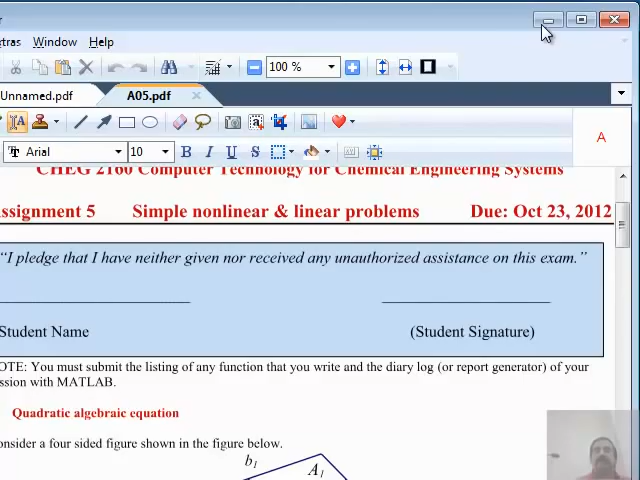 Window Help
100 %
Unnamed.pdf A05.pdf
A
Arial 10 B I U S
CHEG 2160 Computer Technology for Chemical Engineering Systems
ssignment 5 Simple nonlinear & linear problems Due: Oct 23, 2012
“I pledge that I have neither given nor received any unauthorized assistance on this exam.”
Student Name (Student Signature)
OTE: You must submit the listing of any function that you write and the diary log (or report generator) of your
ession with MATLAB.
Quadratic algebraic equation
onsider a four sided figure shown in the figure below.
b1
A1